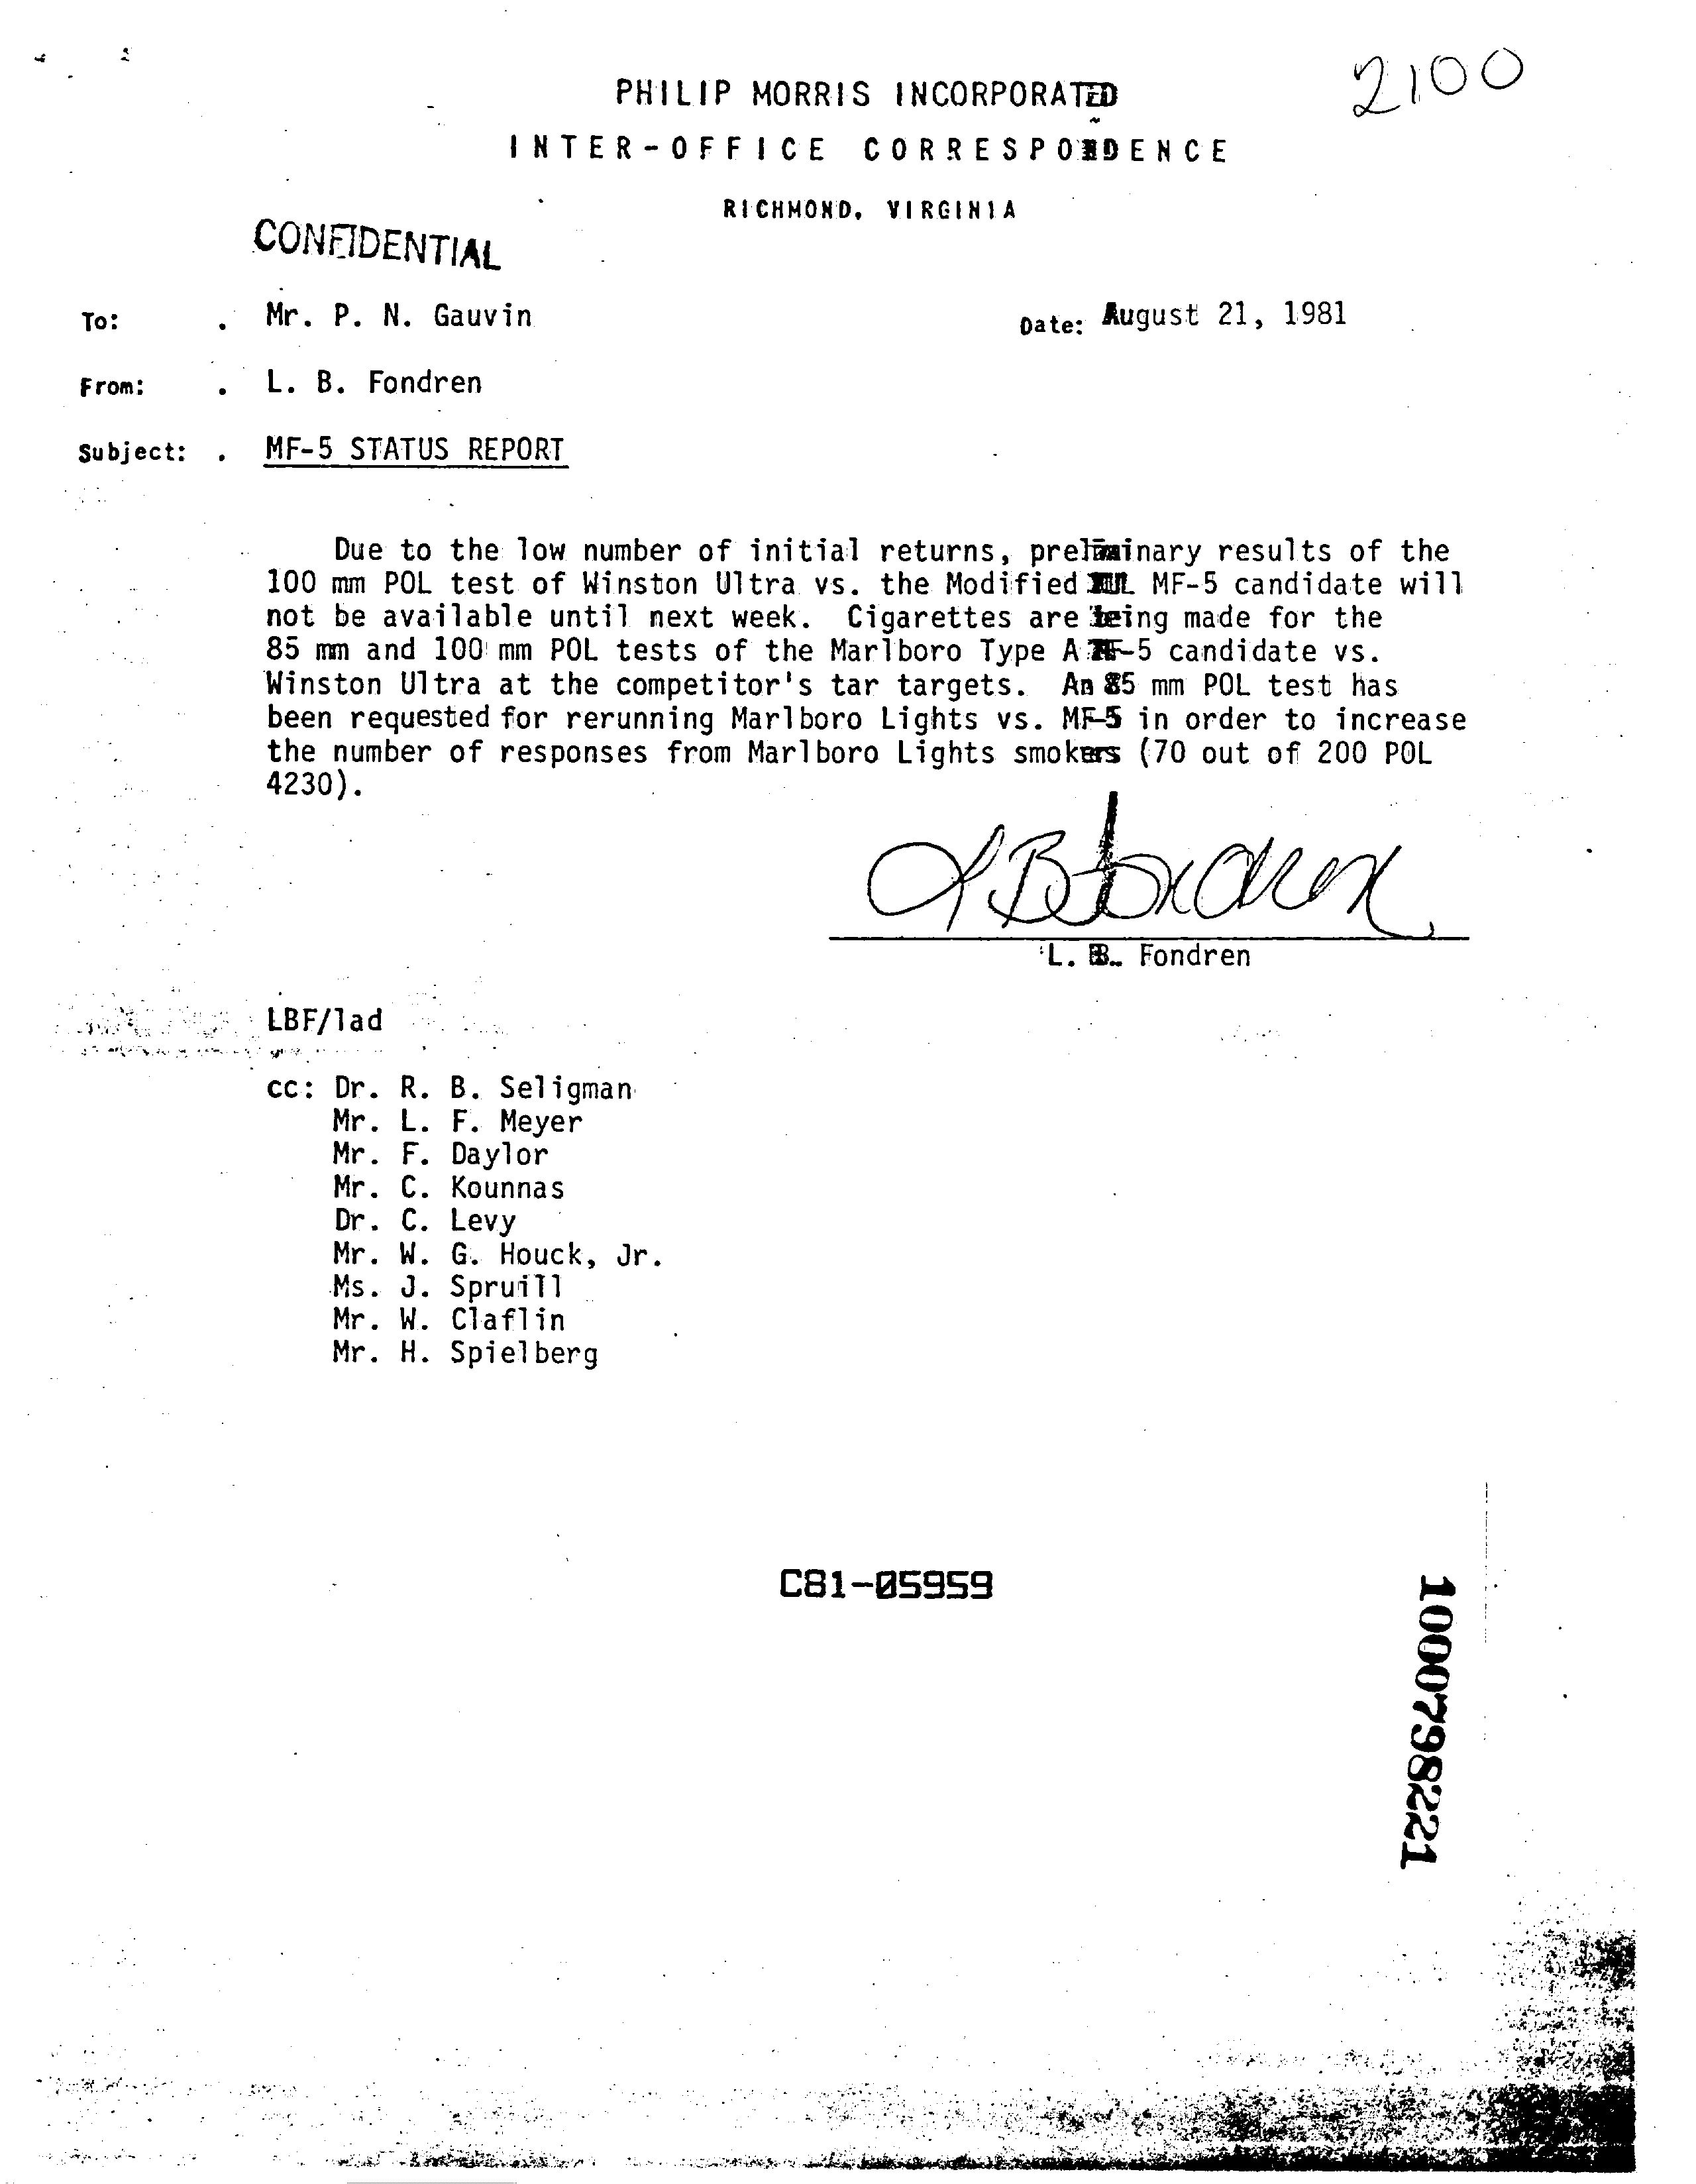 2100
PHILIP MORRIS INCORPORATED
INTER-OFFICE CORRESPONDENCE
RICHMOND, VIRGINIA
CONFIDENTIAL
To: . Mr. P. N. Gauvin Date: August 21, 1981
From: . L. B. Fondren
Subject: . MF-5 STATUS REPORT
Due to the low number of initial returns, preliminary results of the
100 mm POL test of Winston Ultra vs. the Modified MF-5 candidate will
not be available until next week. Cigarettes are being made for the
85 mm and 100 mm POL tests of the Marlboro Type A MF-5 candidate vs.
Winston Ultra at the competitor's tar targets. An 85 mm POL test has
been requested for rerunning Marlboro Lights vs. MF-5 in order to increase
the number of responses from Marlboro Lights smokers (70 out of 200 POL
4230).
L B Fondren
L. B. Fondren
LBF/lad
cc: Dr. R. B. Seligman
Mr. L. F. Meyer
Mr. F. Daylor
Mr. C. Kounnas
Dr. C. Levy
Mr. W. G. Houck, Jr.
Ms. J. Spruill
Mr. W. Claflin
Mr. H. Spielberg
C81-05959
1000798221